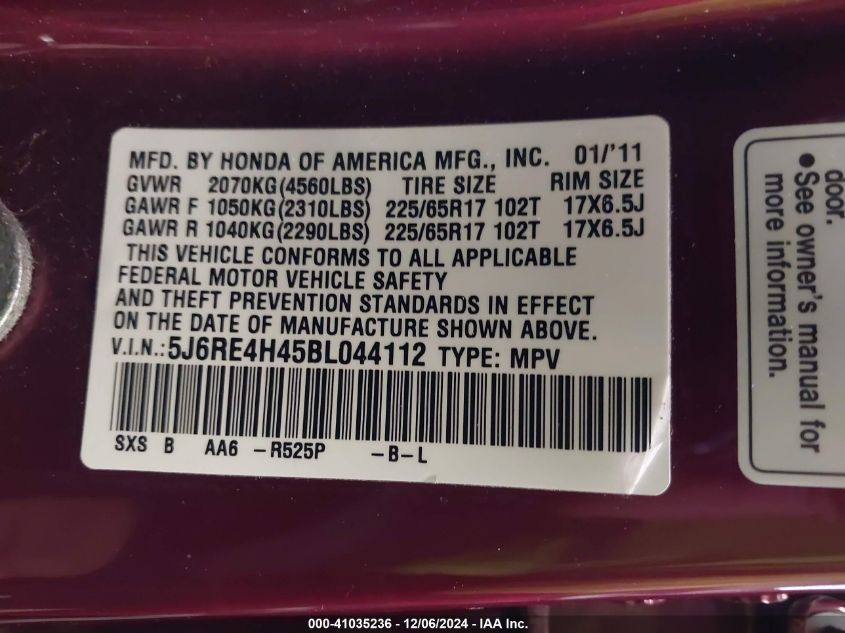 MFD. BY HONDA OF AMERICA MFG., INC. 01/'11
GVWR 2070KG(4560LBS) TIRE SIZE RIM SIZE
GAWR F 1050KG(2310LBS) 225/65R17 102T 17X6.5J
GAWR R 1040KG(2290LBS) 225/65R17 102T 17X6.5J
THIS VEHICLE CONFORMS TO ALL APPLICABLE
FEDERAL MOTOR VEHICLE SAFETY
AND THEFT PREVENTION STANDARDS IN EFFECT
ON THE DATE OF MANUFACTURE SHOWN ABOVE.
V.I.N.:5J6RE4H45BL044112 TYPE: MPV
SXS B AA6 -R525P -B-L
door.
●See owner's manual for
more information.
000-41035236 - 12/06/2024 - IAA Inc.